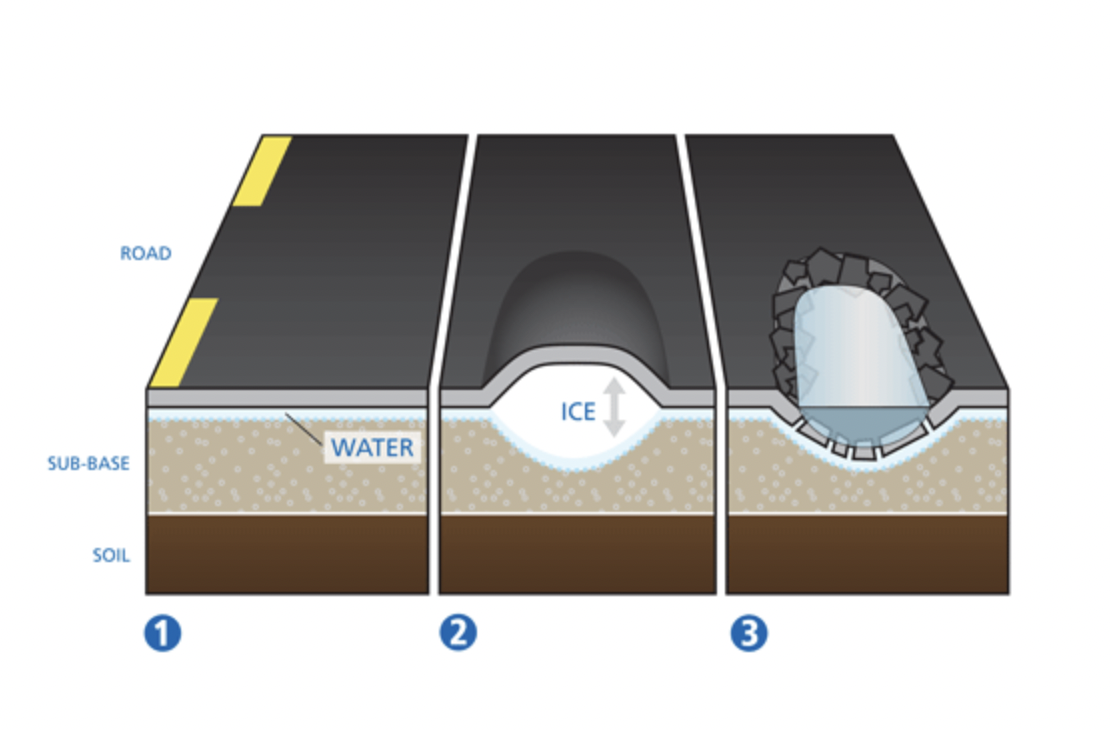 ROAD
ICE
WATER
SUB-BASE
SOIL
1
2
3